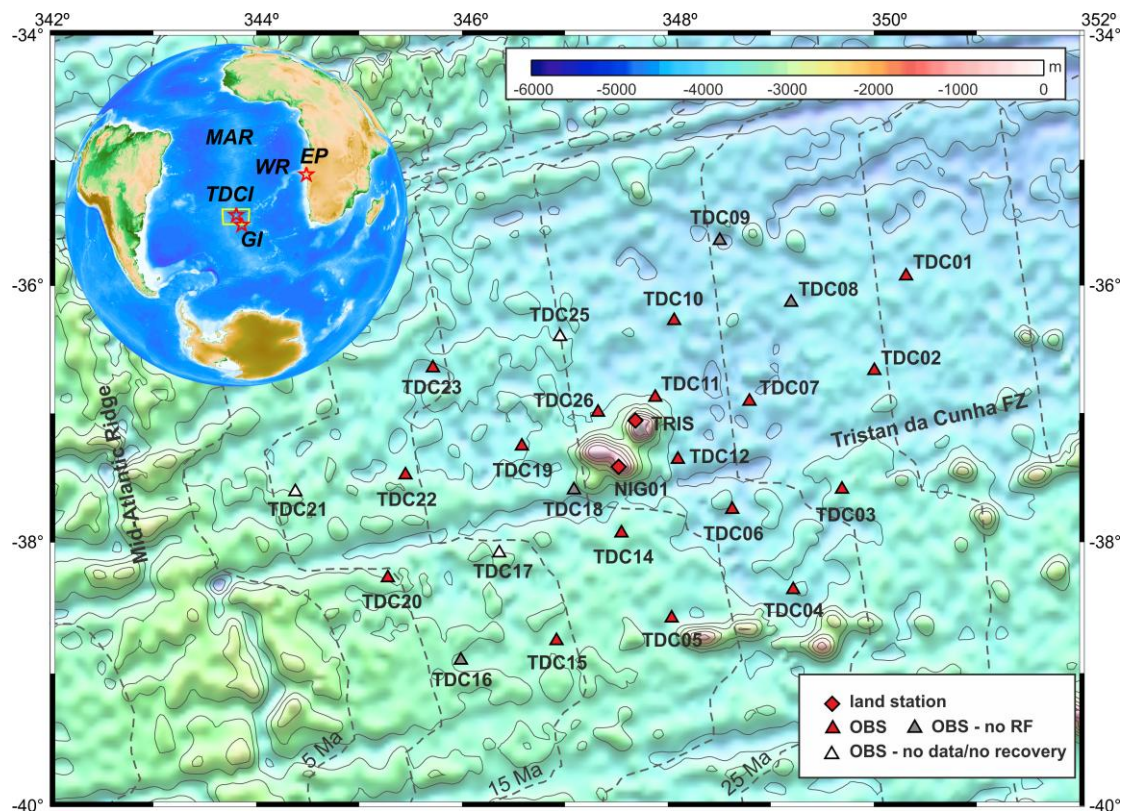 342 344 346 348 350 352
-34° -34°
m
-6000 -5000 -4000 -3000 -2000 -1000 0
MAR
WR EP
TDCI
GI
TDC09
TDC01
TDC08
TDC10
-36° -36°
TDC25
TDC02
TDC23
TDC11
TDC07
TDC26
TRIS
Tristan da Cunha FZ
TDC19
TDC12
NIG01
TDC22
TDC18
TDC21
TDC03
Mid-Atlantic Ridge
TDC06
TDC14
-38° -38°
TDC17
TDC20
TDC04
TDC05
TDC15
TDC16
5 Ma
15 Ma
25 Ma
land station
OBS OBS - no RF
OBS - no data/no recovery
-40° -40°